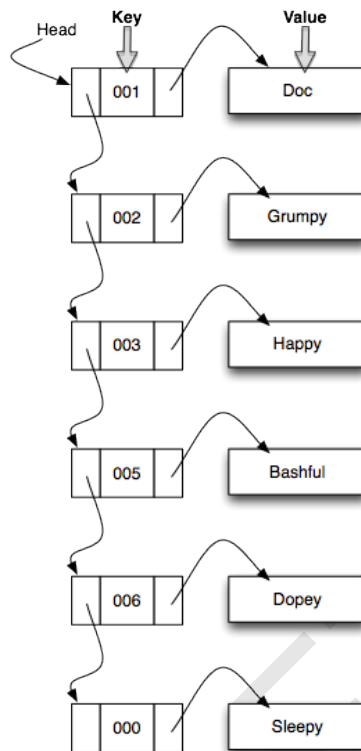 Head
Key
Value
001
Doc
002
Grumpy
003
Happy
005
Bashful
006
Dopey
000
Sleepy